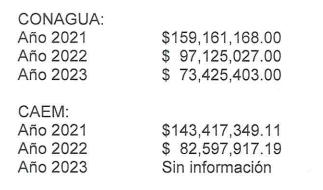 CONAGUA:
Año 2021 $159,161,168.00
Año 2022 $ 97,125,027.00
Año 2023 $ 73,425,403.00
CAEM:
Año 2021 $143,417,349.11
Año 2022 $ 82,597,917.19
Año 2023 Sin información